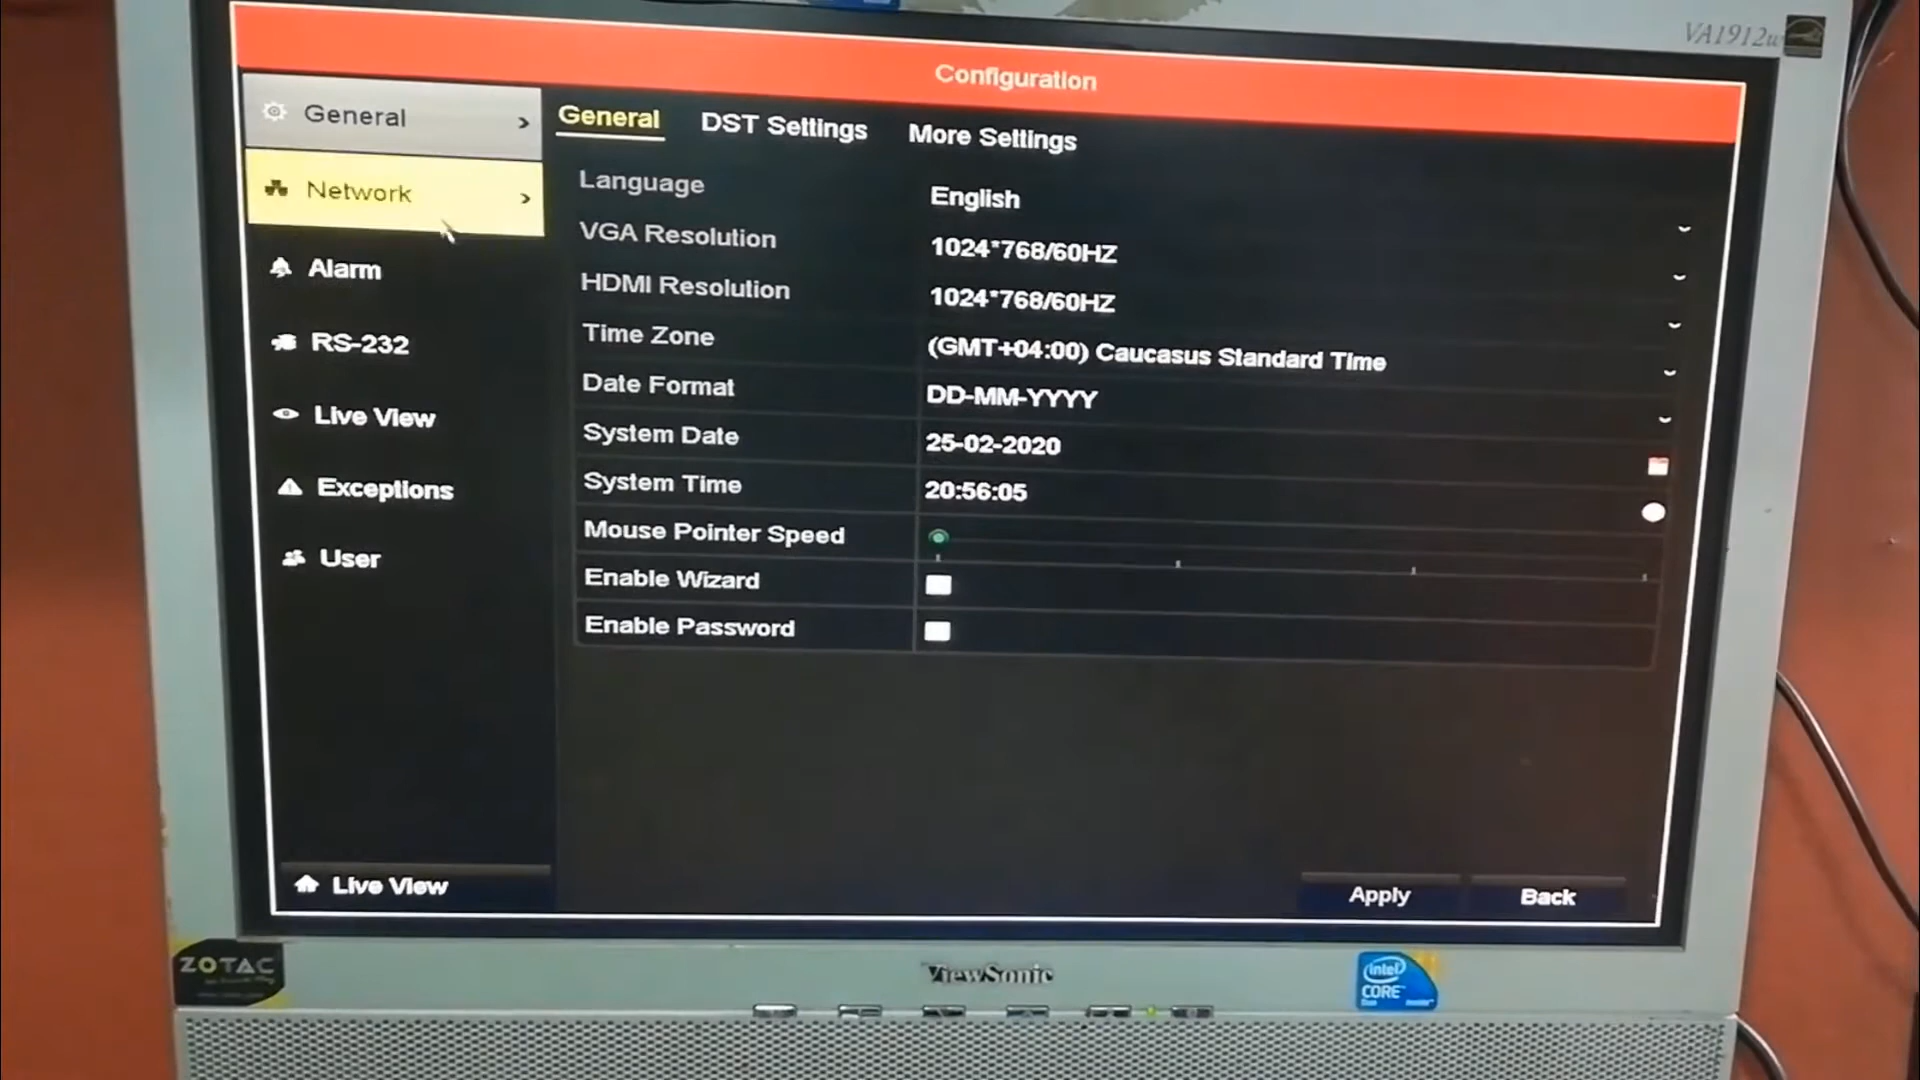 VA1912w
Configuration
General >
Network >
Alarm
RS-232
Live View
Exceptions
User
Live View
General DST Settings More Settings
Language English
VGA Resolution 1024*768/60HZ
HDMI Resolution 1024*768/60HZ
Time Zone (GMT+04:00) Caucasus Standard Time
Date Format DD-MM-YYYY
System Date 25-02-2020
System Time 20:56:05
Mouse Pointer Speed
Enable Wizard
Enable Password
Apply Back
ZOTAC
ViewSonic
intel
CORE